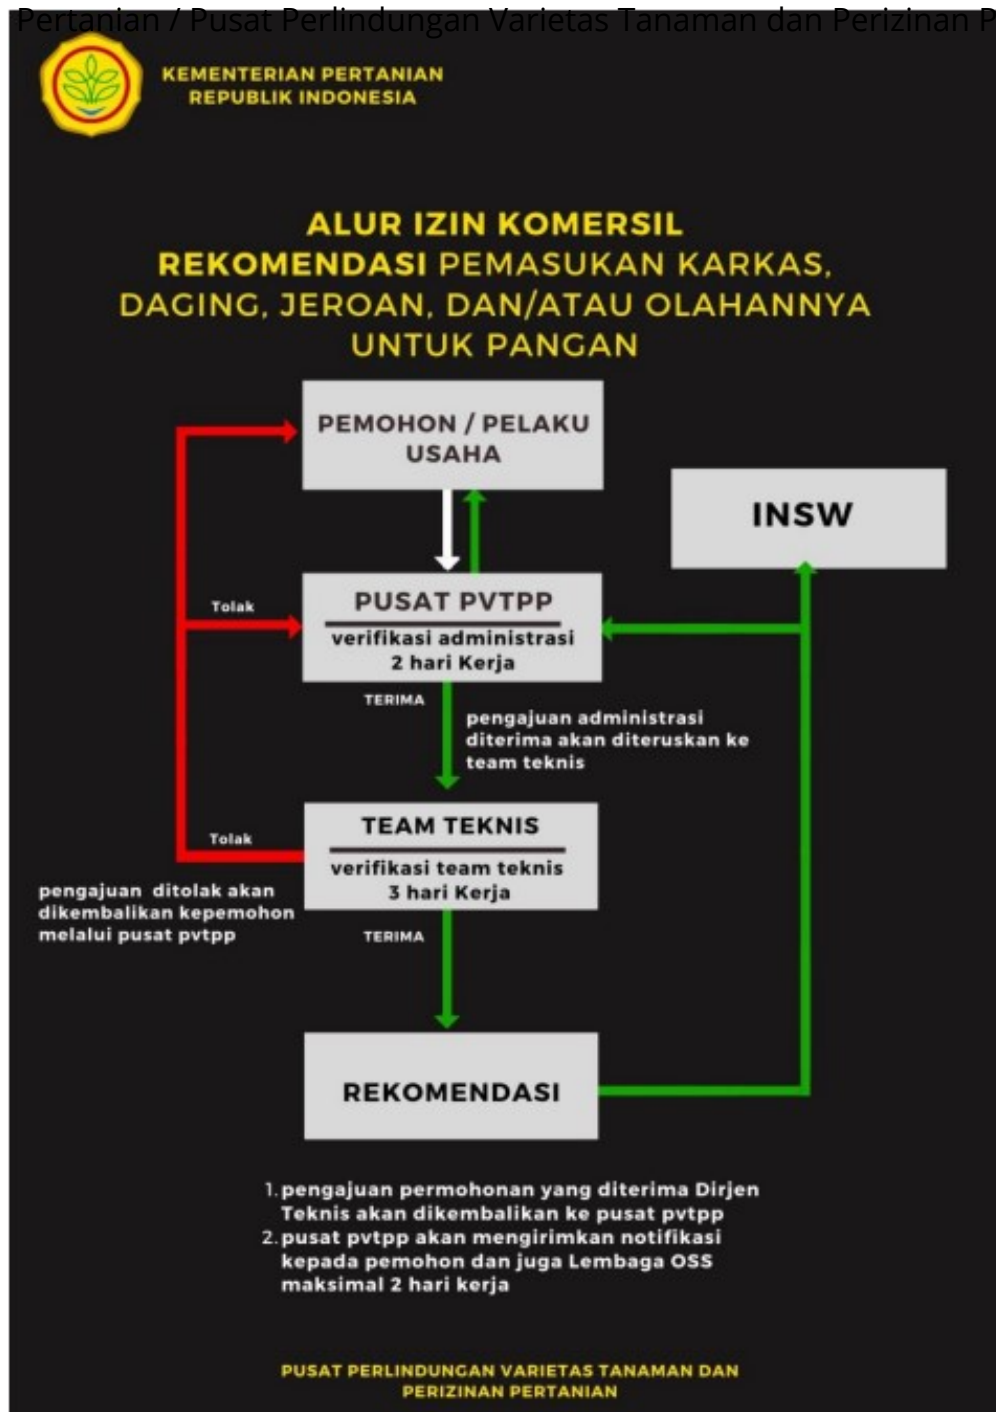 Pertanian / Pusat Perlindungan Varietas Tanaman dan Perizinan P
KEMENTERIAN PERTANIAN
REPUBLIK INDONESIA
ALUR IZIN KOMERSIL
REKOMENDASI PEMASUKAN KARKAS,
DAGING, JEROAN, DAN/ATAU OLAHANNYA
UNTUK PANGAN
PEMOHON / PELAKU
USAHA
INSW
Tolak
PUSAT PVTPP
verifikasi administrasi
2 hari Kerja
TERIMA
pengajuan administrasi
diterima akan diteruskan ke
team teknis
TEAM TEKNIS
verifikasi team teknis
3 hari Kerja
Tolak
pengajuan ditolak akan
dikembalikan kepemohon
melalui pusat pvtpp
TERIMA
REKOMENDASI
1. pengajuan permohonan yang diterima Dirjen
Teknis akan dikembalikan ke pusat pvtpp
2. pusat pvtpp akan mengirimkan notifikasi
kepada pemohon dan juga Lembaga OSS
maksimal 2 hari kerja
PUSAT PERLINDUNGAN VARIETAS TANAMAN DAN
PERIZINAN PERTANIAN